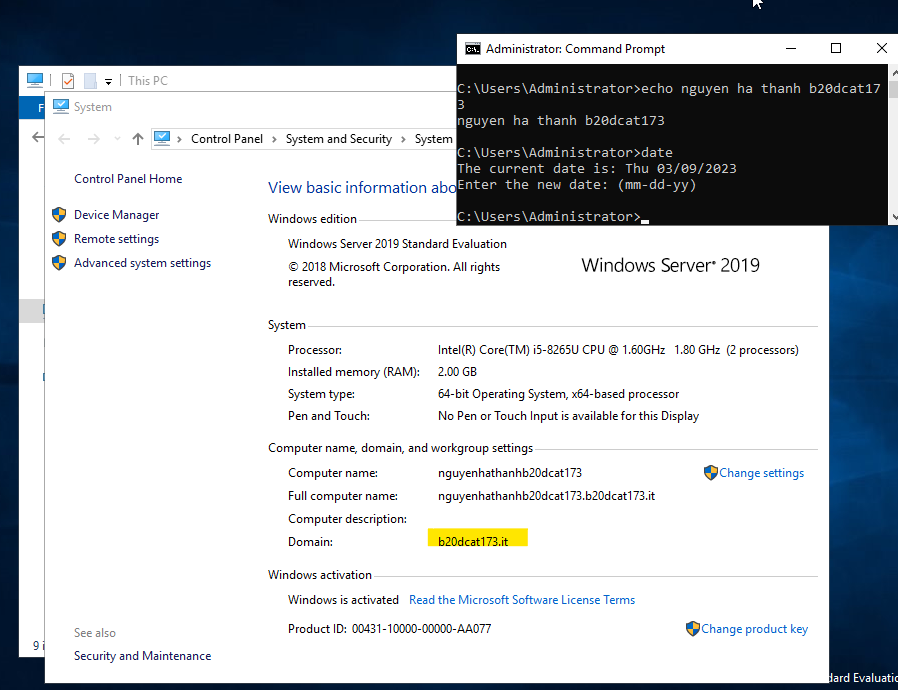 Administrator: Command Prompt
C:\Users\Administrator>echo nguyen ha thanh b20dcat17
3
nguyen ha thanh b20dcat173
C:\Users\Administrator>date
The current date is: Thu 03/09/2023
Enter the new date: (mm-dd-yy)
C:\Users\Administrator>
This PC
F
System
Control Panel > System and Security > System
Control Panel Home
Device Manager
Remote settings
Advanced system settings
View basic information abo
Windows edition
Windows Server 2019 Standard Evaluation
© 2018 Microsoft Corporation. All rights
reserved.
Windows Server® 2019
System
Processor: Intel(R) Core(TM) i5-8265U CPU @ 1.60GHz 1.80 GHz (2 processors)
Installed memory (RAM): 2.00 GB
System type: 64-bit Operating System, x64-based processor
Pen and Touch: No Pen or Touch Input is available for this Display
Computer name, domain, and workgroup settings
Computer name: nguyenhathanhb20dcat173
Change settings
Full computer name: nguyenhathanhb20dcat173.b20dcat173.it
Computer description:
Domain: b20dcat173.it
Windows activation
Windows is activated Read the Microsoft Software License Terms
Product ID: 00431-10000-00000-AA077
Change product key
See also
Security and Maintenance
9 i
dard Evaluatio